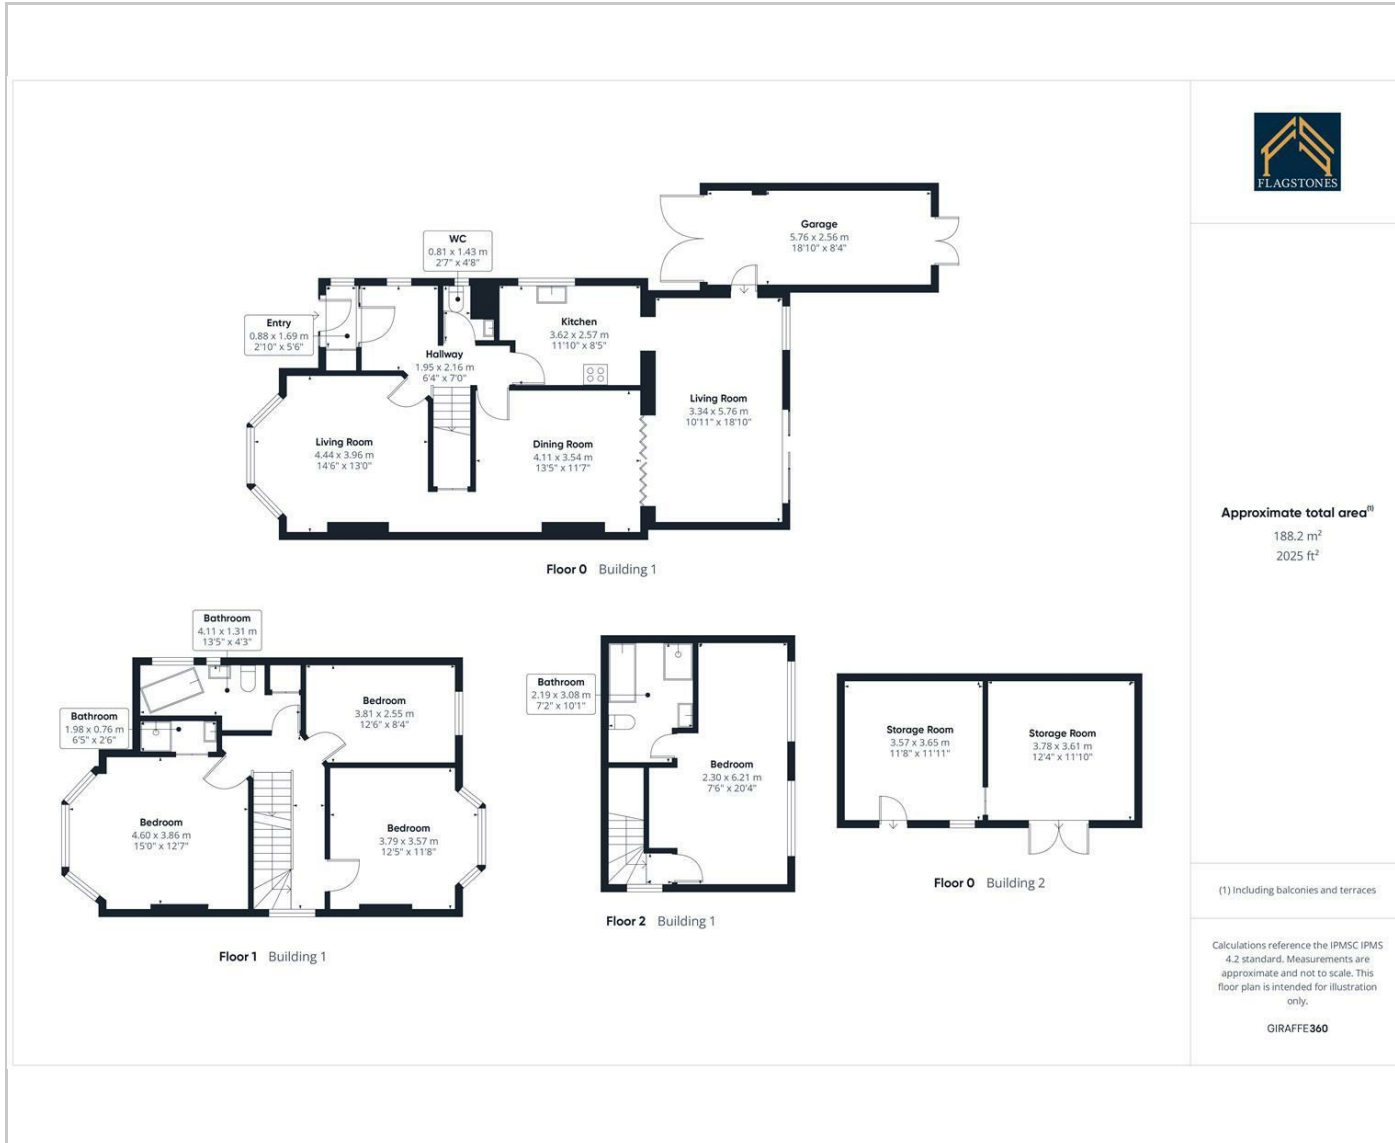 FLAGSTONES
Garage
5.76 x 2.56 m
18'10" x 8'4"
WC
0.81 x 1.43 m
2'7" x 4'8"
Entry
0.88 x 1.69 m
2'10" x 5'6"
Kitchen
3.62 x 2.57 m
11'10" x 8'5"
Hallway
1.95 x 2.16 m
6'4" x 7'0"
Living Room
3.34 x 5.76 m
10'11" x 18'10"
Living Room
4.44 x 3.96 m
14'6" x 13'0"
Dining Room
4.11 x 3.54 m
13'5" x 11'7"
Floor 0 Building 1
Approximate total area(1)
188.2 m²
2025 ft²
Bathroom
4.11 x 1.31 m
13'5" x 4'3"
Bathroom
1.98 x 0.76 m
6'5" x 2'6"
Bedroom
3.81 x 2.55 m
12'6" x 8'4"
Bedroom
4.60 x 3.86 m
15'0" x 12'7"
Bedroom
3.79 x 3.57 m
12'5" x 11'8"
Floor 1 Building 1
Bathroom
2.19 x 3.08 m
7'2" x 10'1"
Bedroom
2.30 x 6.21 m
7'6" x 20'4"
Floor 2 Building 1
Storage Room
3.57 x 3.65 m
11'8" x 11'11"
Storage Room
3.78 x 3.61 m
12'4" x 11'10"
Floor 0 Building 2
(1) Including balconies and terraces
Calculations reference the IPMSC IPMS
4.2 standard. Measurements are
approximate and not to scale. This
floor plan is intended for illustration
only.
GIRAFFE360